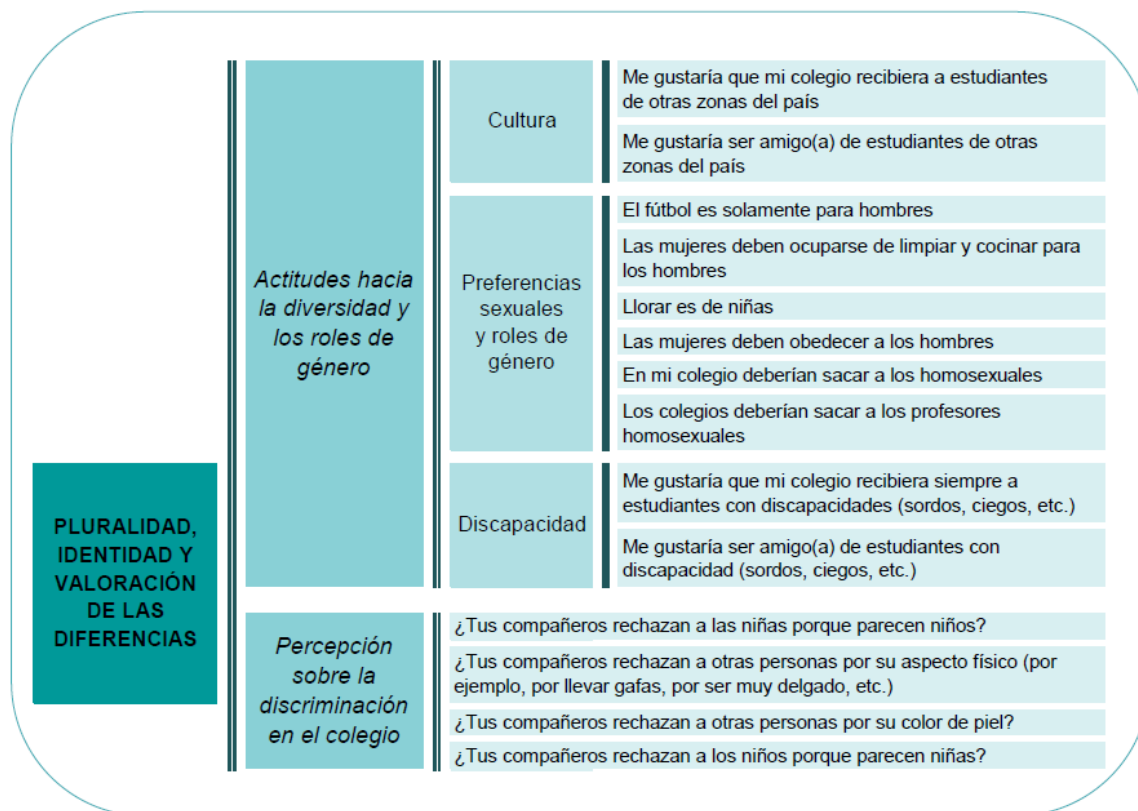 PLURALIDAD,
IDENTIDAD Y
VALORACIÓN
DE LAS
DIFERENCIAS
Actitudes hacia
la diversidad y
los roles de
género
Cultura
Me gustaría que mi colegio recibiera a estudiantes
de otras zonas del país
Me gustaría ser amigo(a) de estudiantes de otras
zonas del país
Preferencias
sexuales
y roles de
género
El fútbol es solamente para hombres
Las mujeres deben ocuparse de limpiar y cocinar para
los hombres
Llorar es de niñas
Las mujeres deben obedecer a los hombres
En mi colegio deberían sacar a los homosexuales
Los colegios deberían sacar a los profesores
homosexuales
Discapacidad
Me gustaría que mi colegio recibiera siempre a
estudiantes con discapacidades (sordos, ciegos, etc.)
Me gustaría ser amigo(a) de estudiantes con
discapacidad (sordos, ciegos, etc.)
Percepción
sobre la
discriminación
en el colegio
¿Tus compañeros rechazan a las niñas porque parecen niños?
¿Tus compañeros rechazan a otras personas por su aspecto físico (por
ejemplo, por llevar gafas, por ser muy delgado, etc.)
¿Tus compañeros rechazan a otras personas por su color de piel?
¿Tus compañeros rechazan a los niños porque parecen niñas?